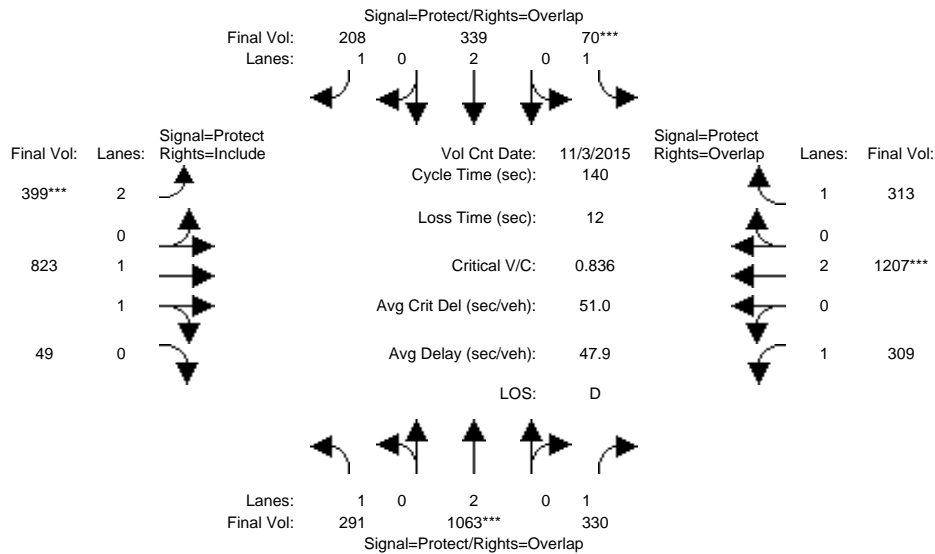 Signal=Protect/Rights=Overlap
Final Vol: 208 339 70***
Lanes: 1 0 2 0 1
Signal=Protect
Final Vol: Lanes: Rights=Include
Vol Cnt Date: 11/3/2015
Signal=Protect
Rights=Overlap Lanes: Final Vol:
Cycle Time (sec): 140
399*** 2
1 313
Loss Time (sec): 12
0
0
823 1
Critical V/C: 0.836
2 1207***
1
Avg Crit Del (sec/veh): 51.0
0
49 0
Avg Delay (sec/veh): 47.9
1 309
LOS: D
Lanes: 1 0 2 0 1
Final Vol: 291 1063*** 330
Signal=Protect/Rights=Overlap